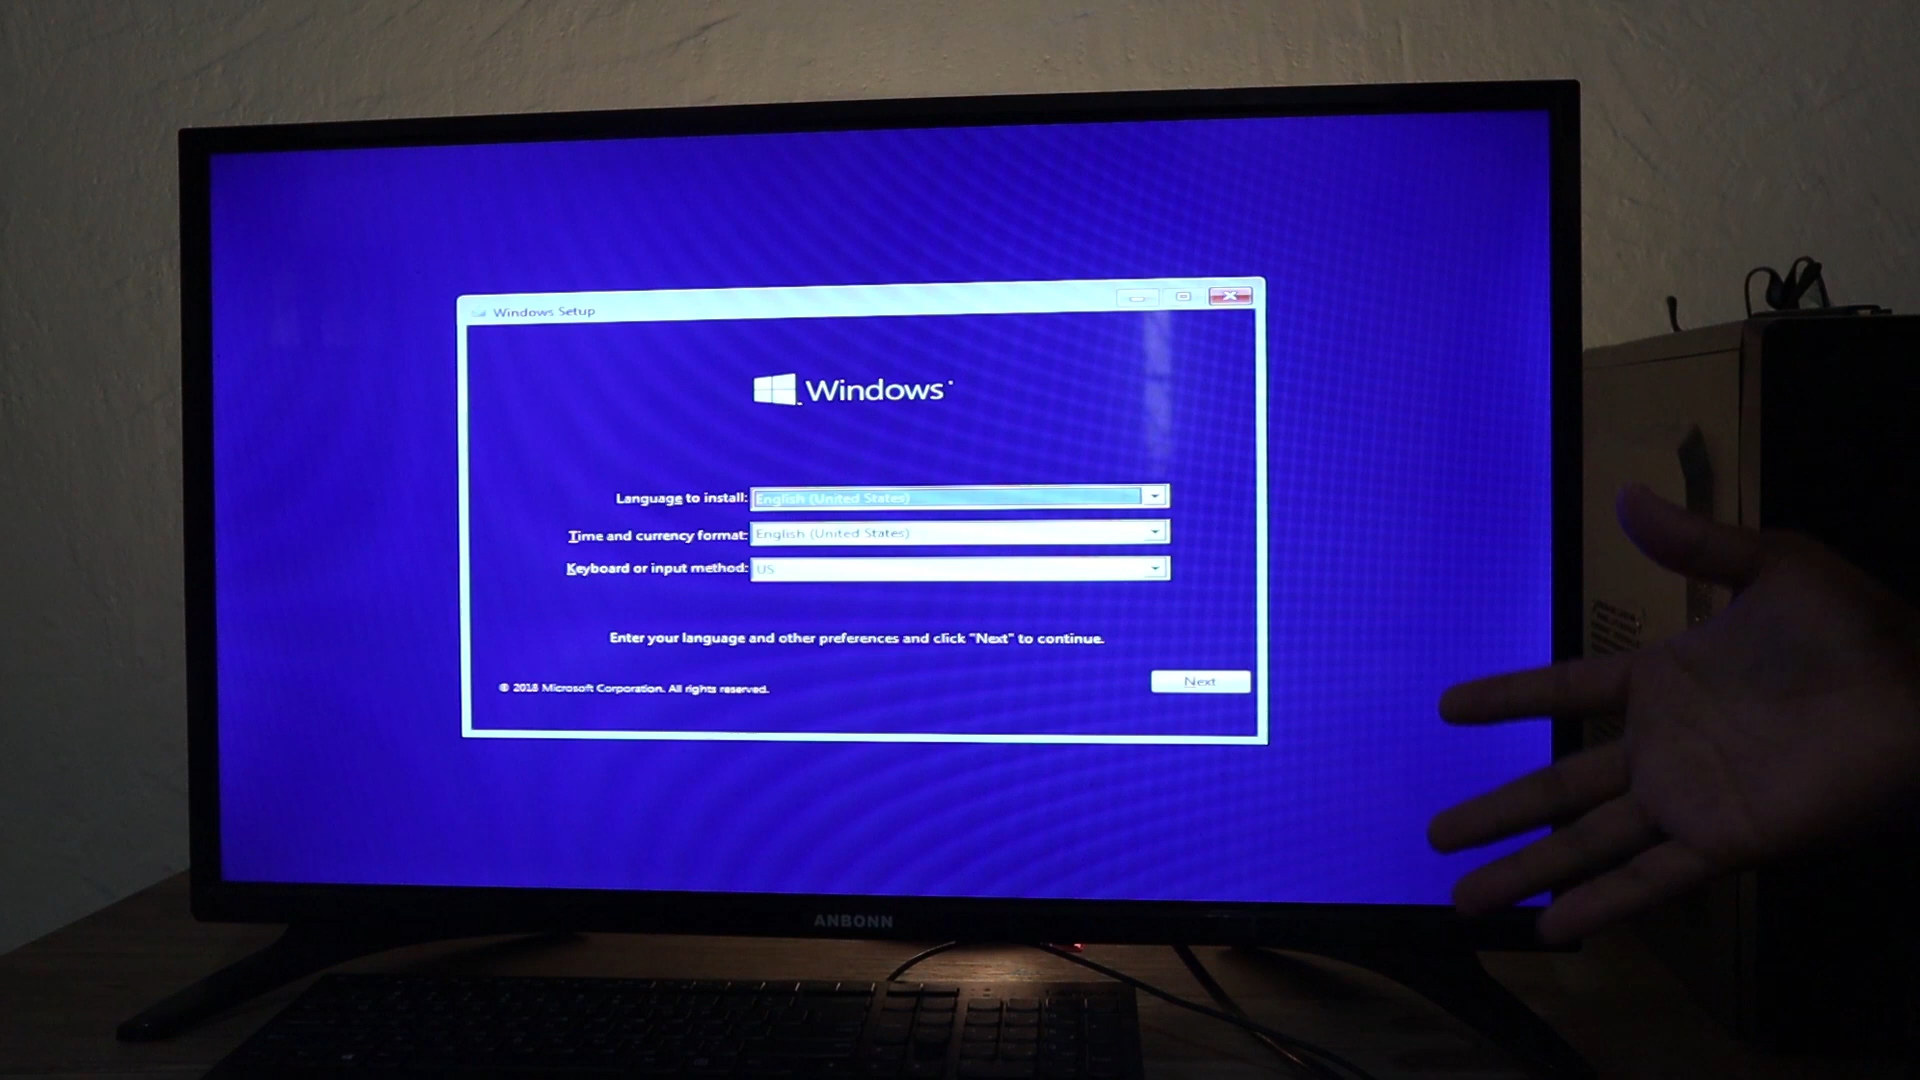 Windows Setup
Windows
Language to install: English (United States)
Time and currency format: English (United States)
Keyboard or input method: US
Enter your language and other preferences and click "Next" to continue.
© 2018 Microsoft Corporation. All rights reserved.
Next
ANBONN